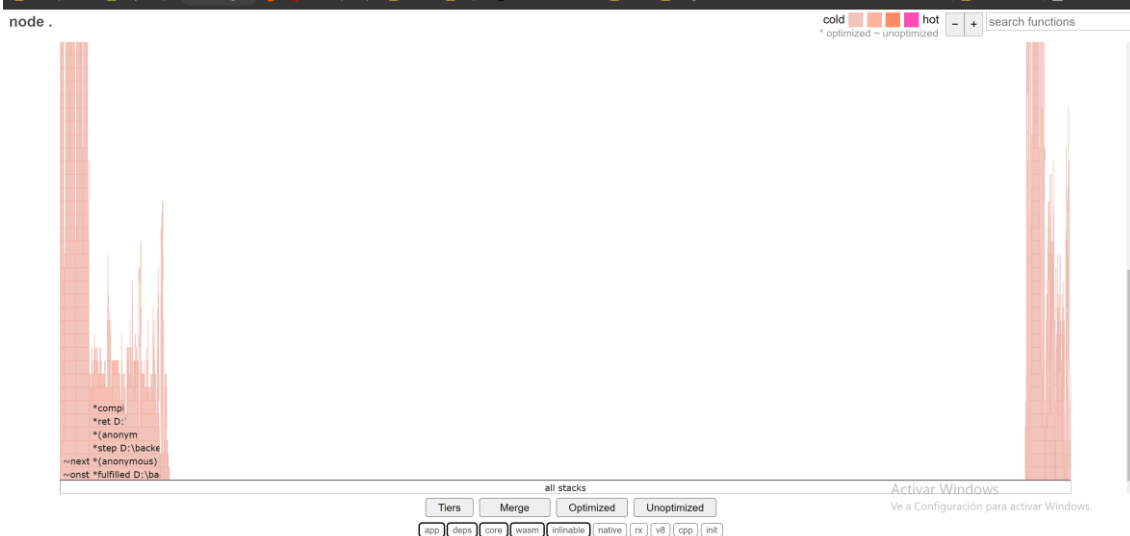 node .
cold hot - + search functions
* optimized ~ unoptimized
*compi
*ret D:`
*(anonym
*step D:\backe
~next *(anonymous)
~onst *fulfilled D:\ba
all stacks
Activar Windows
Ve a Configuración para activar Windows.
Tiers Merge Optimized Unoptimized
app deps core wasm inlinable native rx v8 cpp init